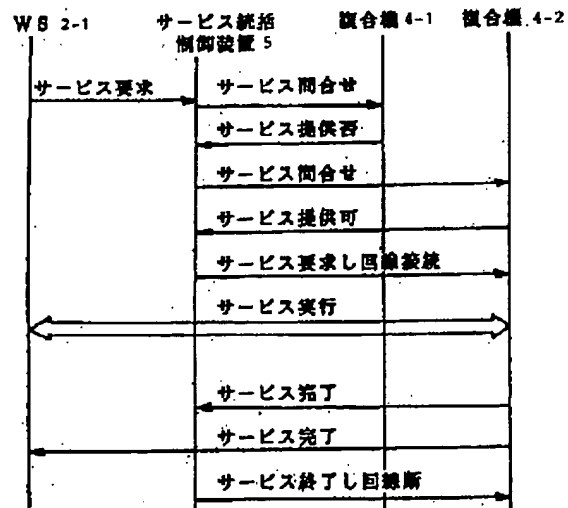 WS 2-1
サービス統括
制御装置 5
複合機 4-1
複合機 4-2
サービス要求
サービス問合せ
サービス提供否
サービス問合せ
サービス提供可
サービス要求し回線接続
サービス実行
サービス完了
サービス完了
サービス終了し回線断